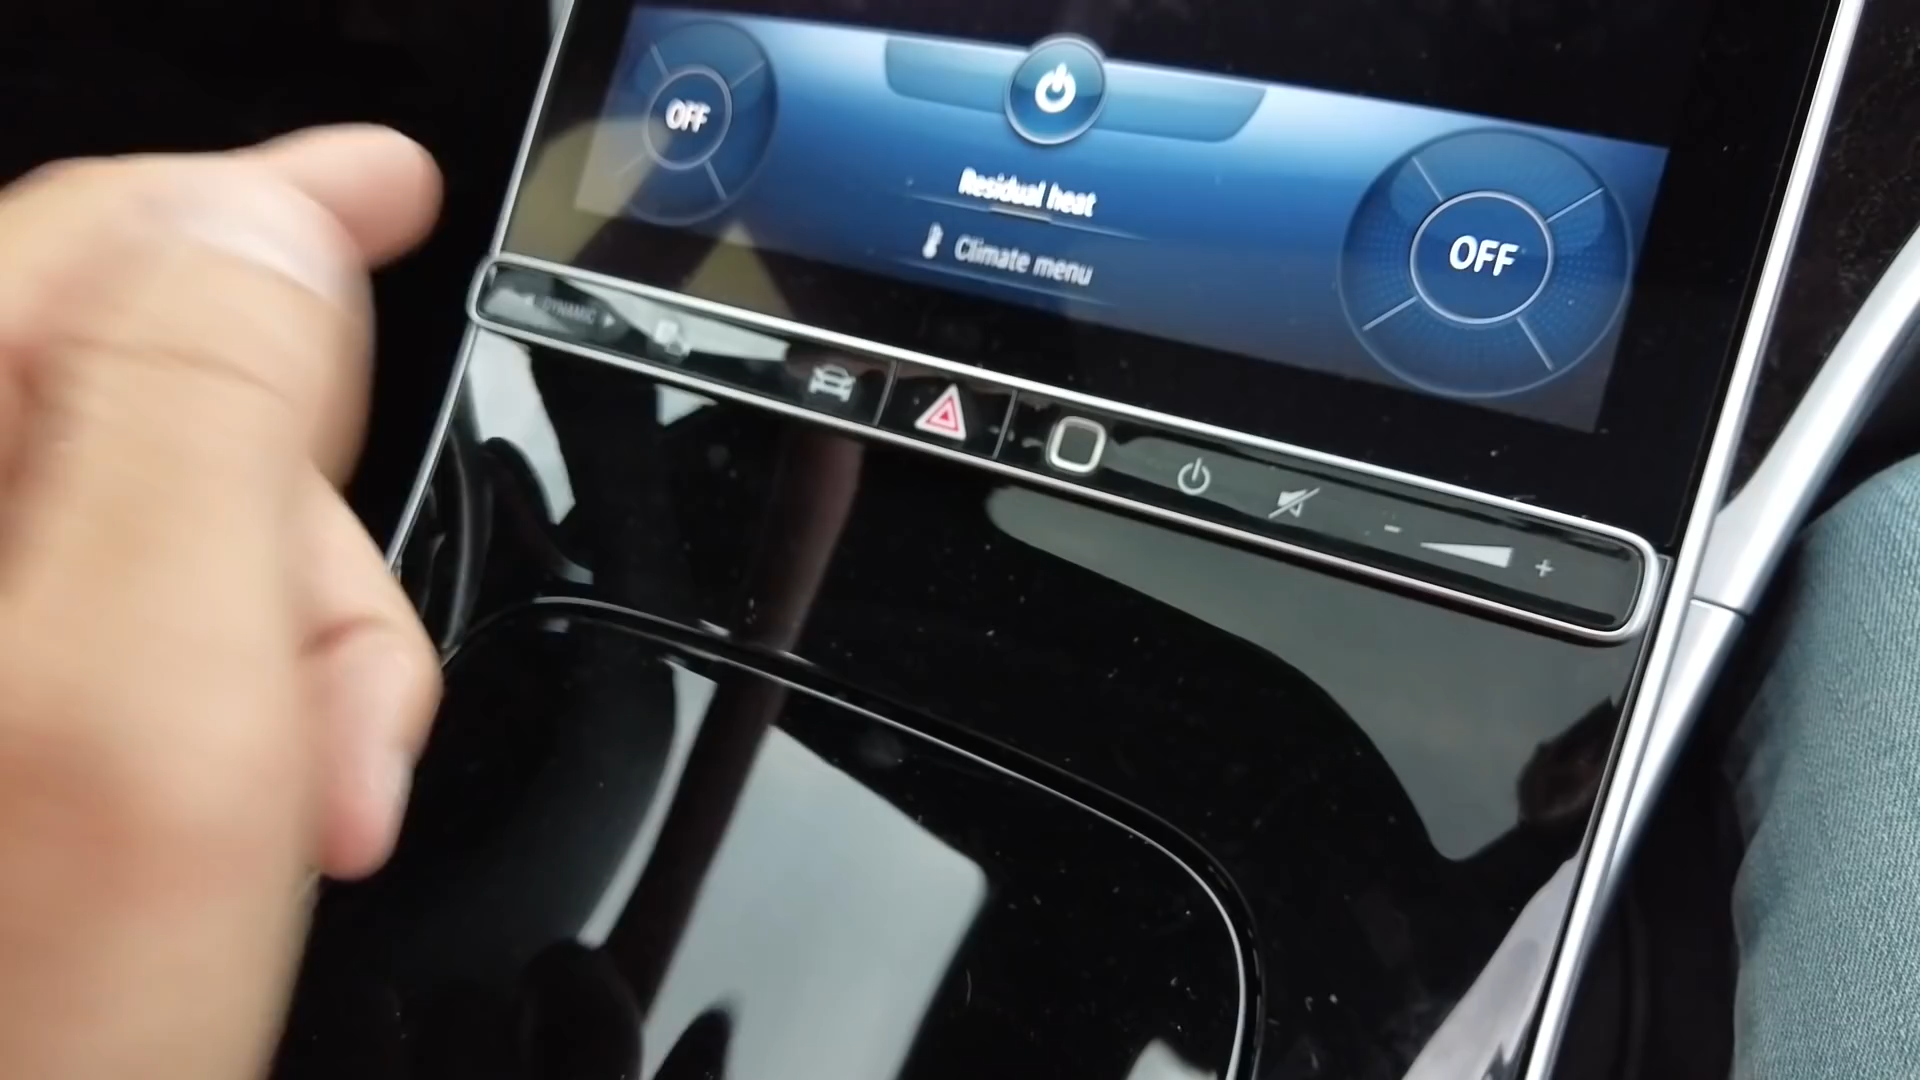 OFF
Residual heat
Climate menu
OFF
DYNAMIC
- +